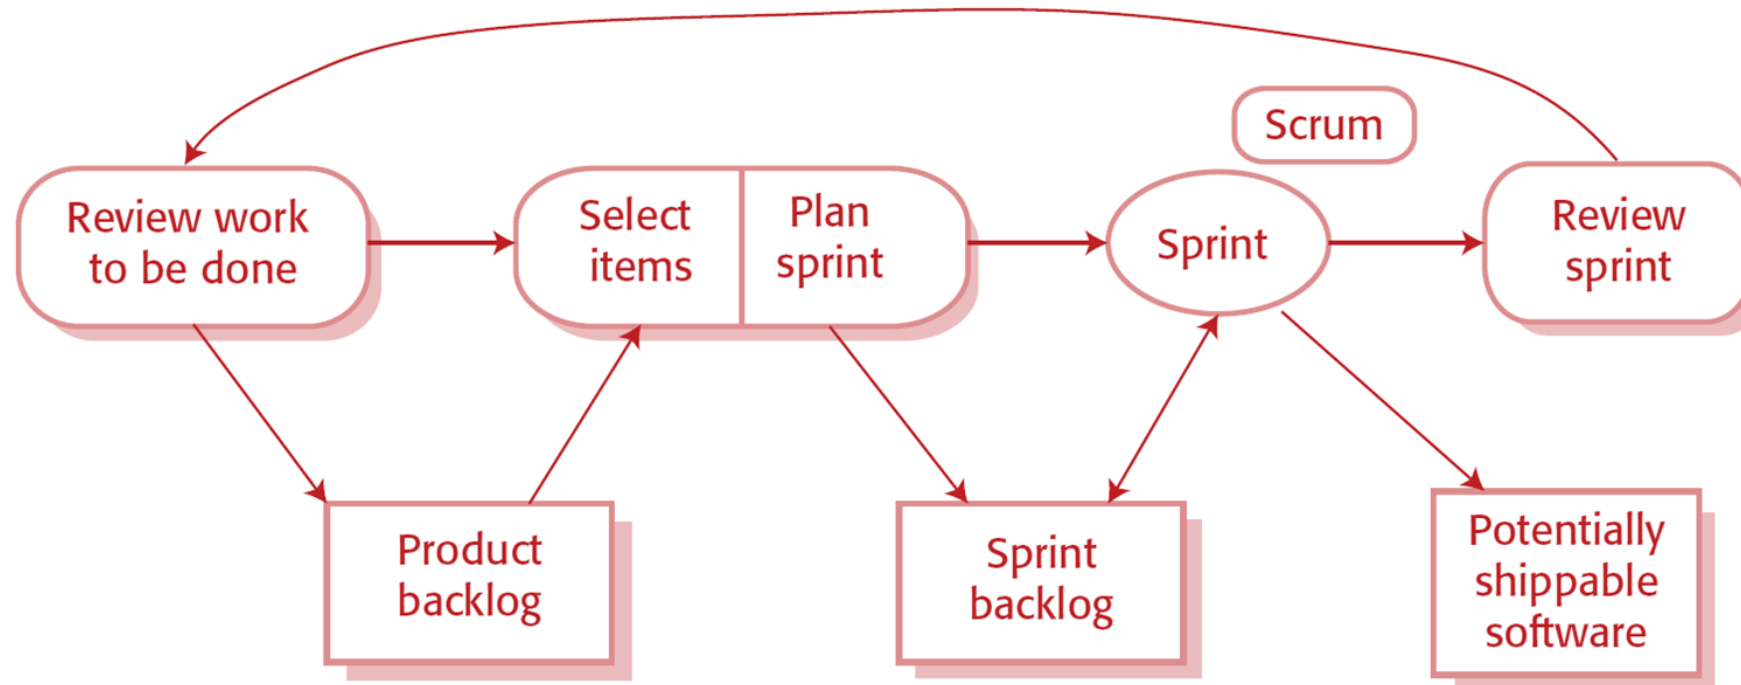 Scrum
Review work
to be done
Select
items
Plan
sprint
Sprint
Review
sprint
Product
backlog
Sprint
backlog
Potentially
shippable
software